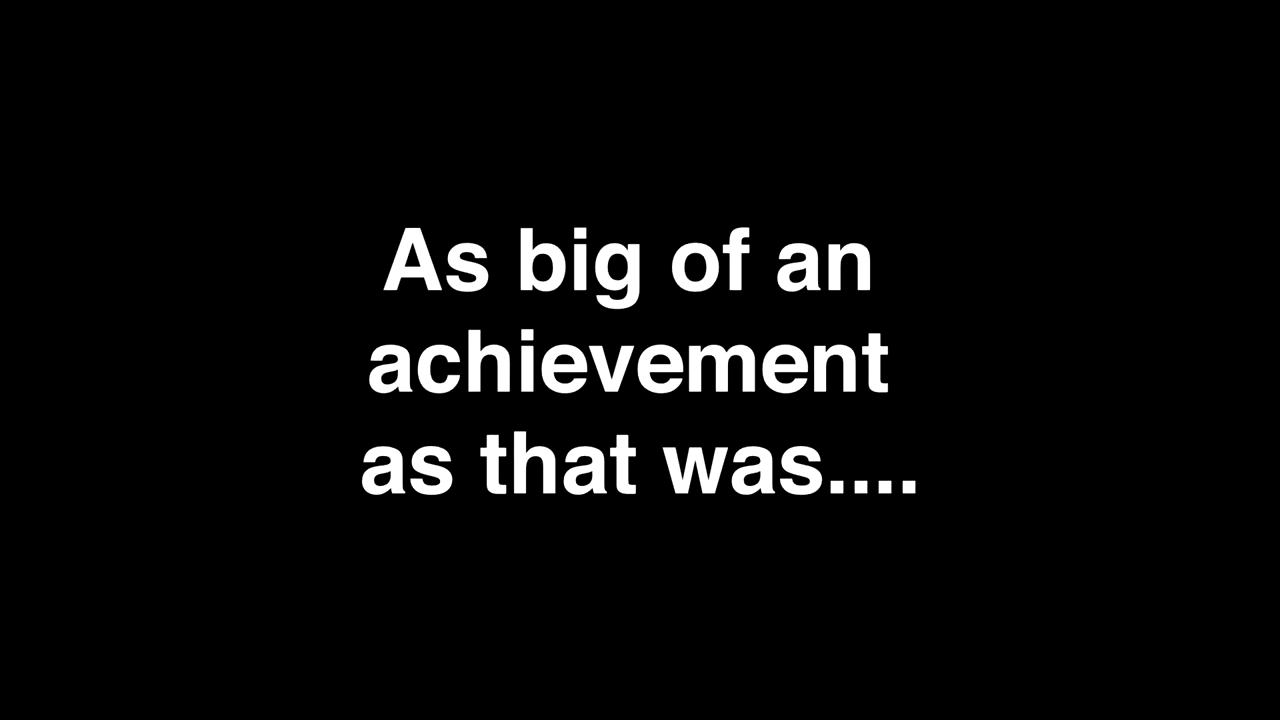 As big of an
achievement
as that was....